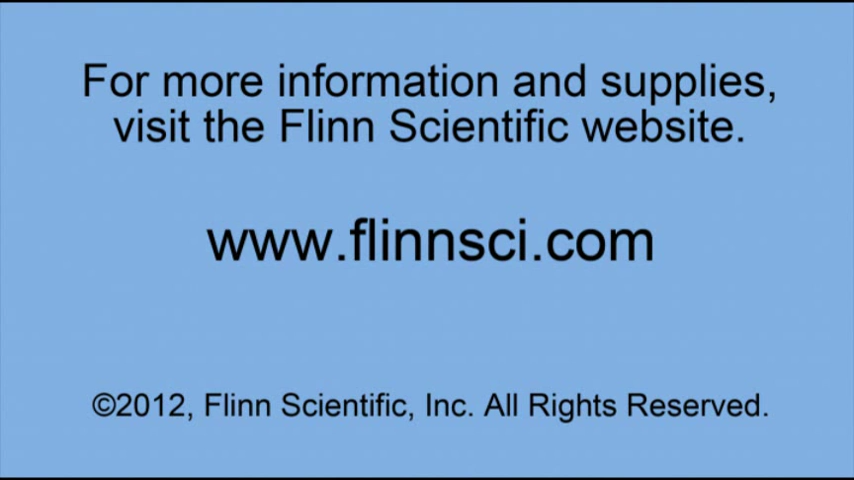 For more information and supplies,
visit the Flinn Scientific website.
www.flinnsci.com
©2012, Flinn Scientific, Inc. All Rights Reserved.